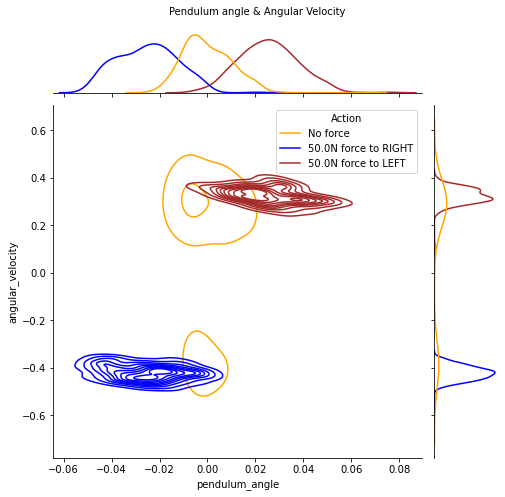 Pendulum angle & Angular Velocity
Action
No force
50.0N force to RIGHT
50.0N force to LEFT
0.6
0.4
0.2
0.0
−0.2
−0.4
−0.6
angular_velocity
−0.06 −0.04 −0.02 0.00 0.02 0.04 0.06 0.08
pendulum_angle